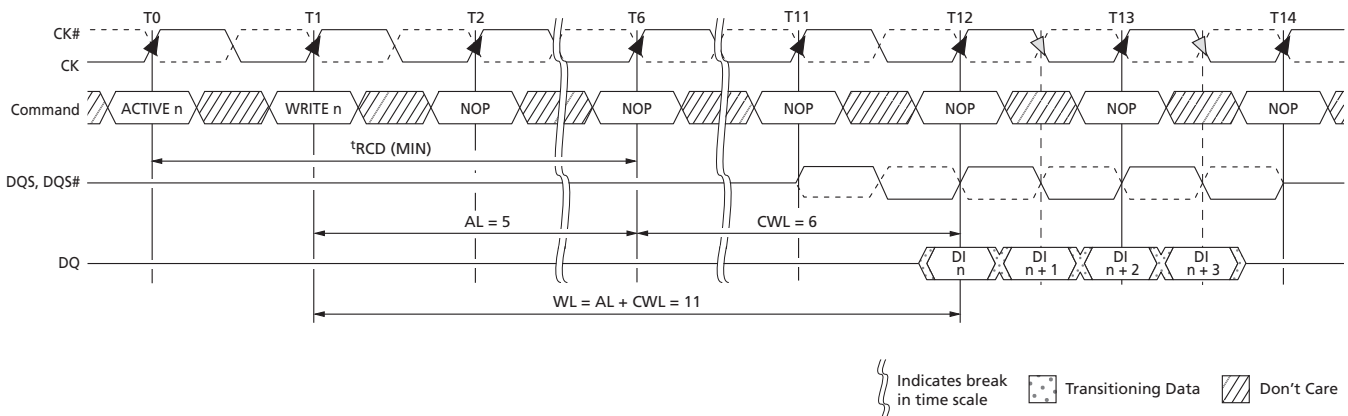 T0 T1 T2 T6 T11 T12 T13 T14
CK#
CK
Command ACTIVE n WRITE n NOP NOP NOP NOP NOP NOP
tRCD (MIN)
DQS, DQS#
AL = 5 CWL = 6
DQ DI n DI n + 1 DI n + 2 DI n + 3
WL = AL + CWL = 11
Indicates break
in time scale
Transitioning Data
Don't Care